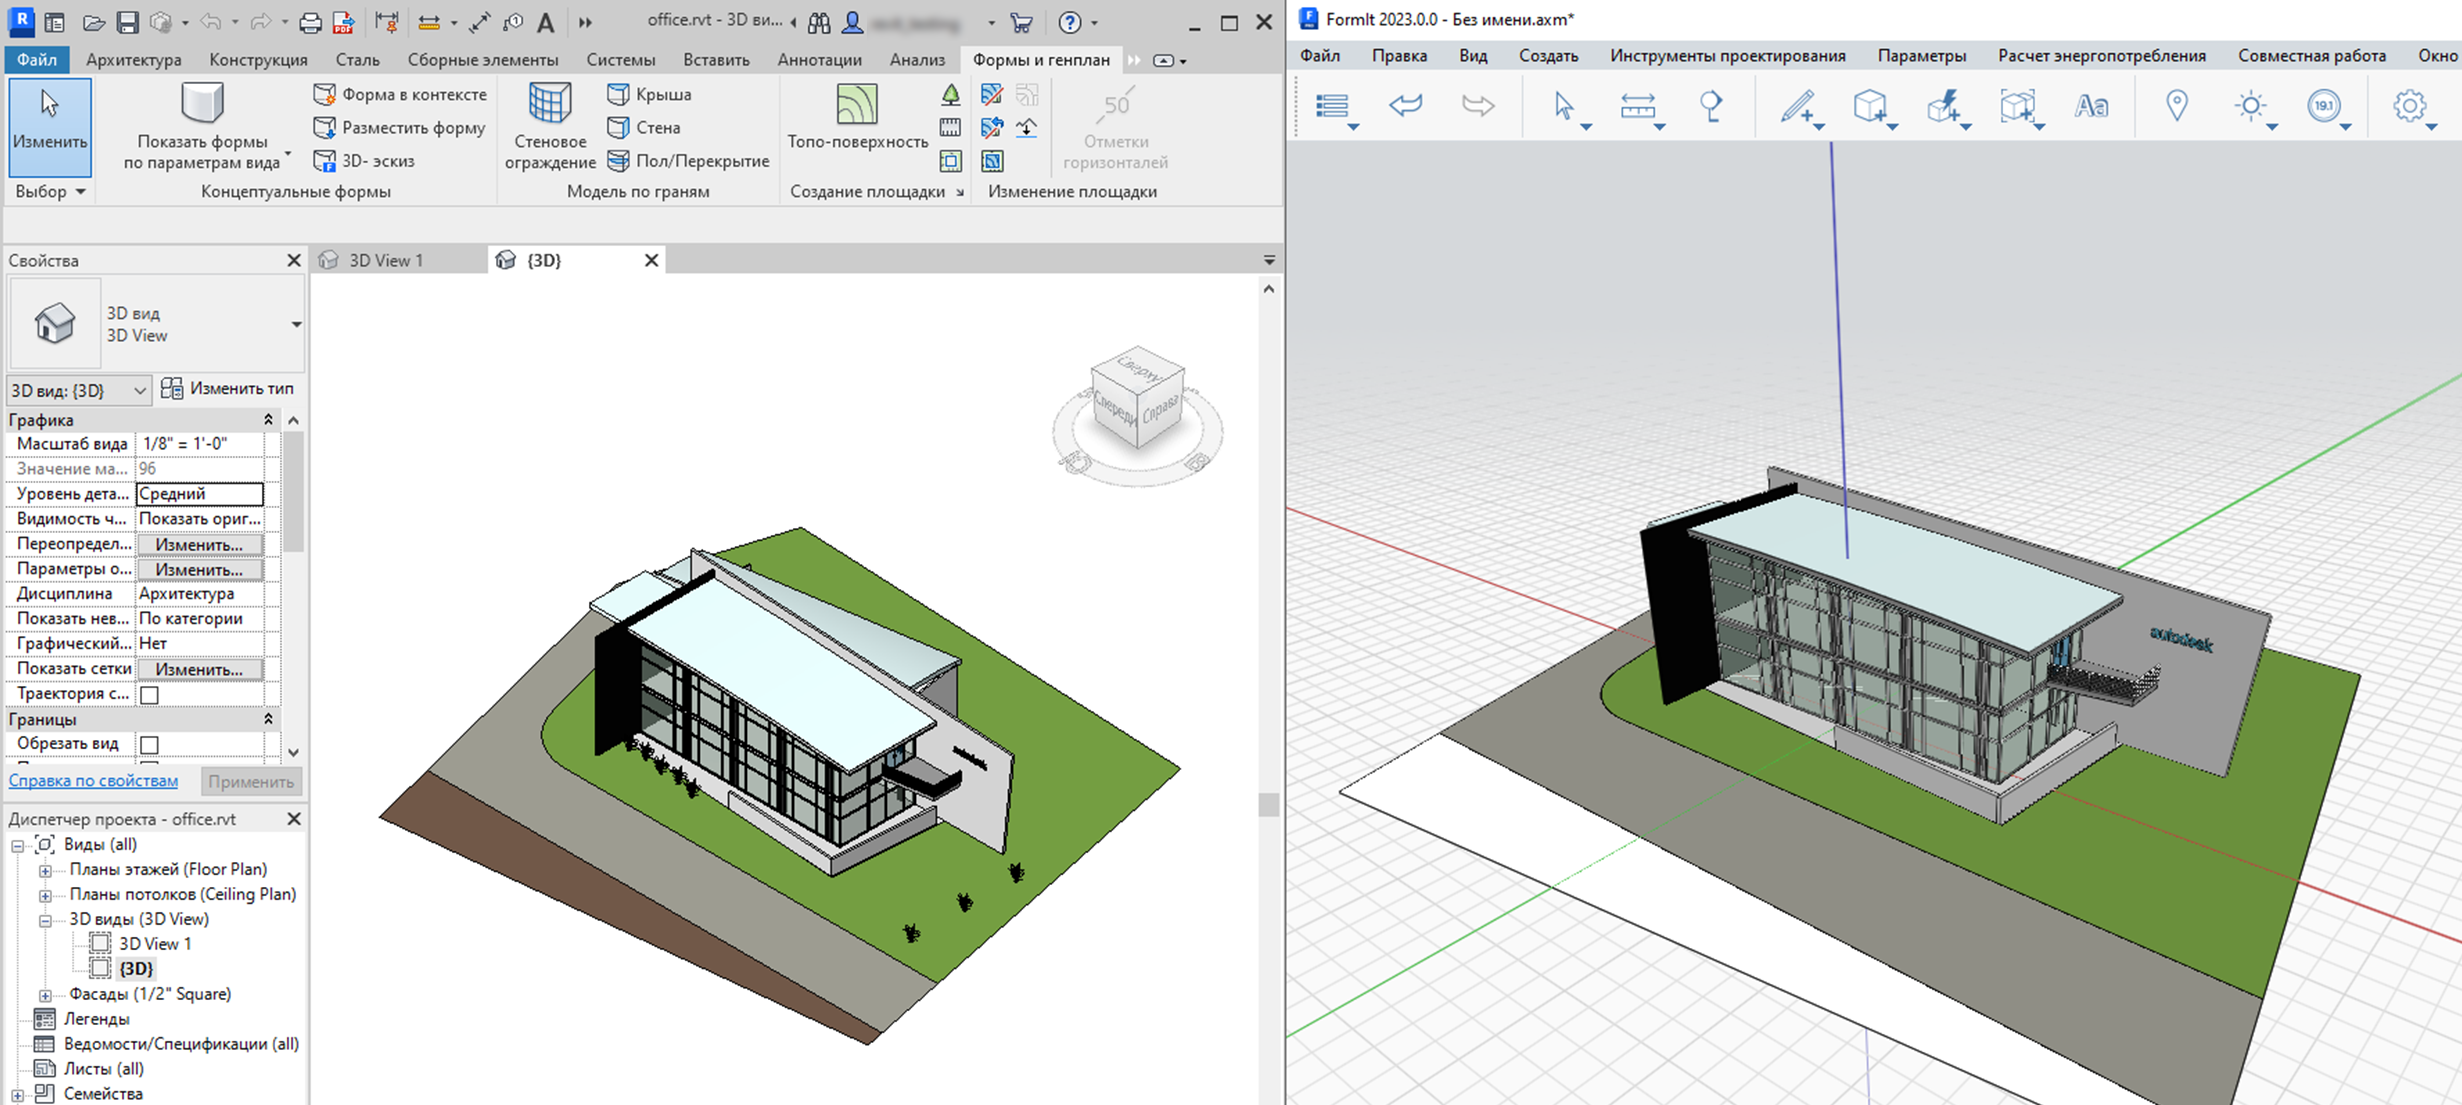 office.rvt - 3D ви...
Файл
Архитектура
Конструкция
Сталь
Сборные элементы
Системы
Вставить
Аннотации
Анализ
Формы и генплан
Изменить
Показать формы
по параметрам вида
Форма в контексте
Разместить форму
3D- эскиз
Стеновое
ограждение
Крыша
Стена
Пол/Перекрытие
Топо-поверхность
50
Отметки
горизонталей
Выбор
Концептуальные формы
Модель по граням
Создание площадки
Изменение площадки
Свойства
3D вид
3D View
3D вид: {3D}
Изменить тип
Графика
Масштаб вида 1/8" = 1'-0"
Значение ма... 96
Уровень дета... Средний
Видимость ч... Показать ориг...
Переопредел... Изменить...
Параметры о... Изменить...
Дисциплина Архитектура
Показать нев... По категории
Графический... Нет
Показать сетки Изменить...
Траектория с...
Границы
Обрезать вид
Справка по свойствам
Применить
Диспетчер проекта - office.rvt
Виды (all)
Планы этажей (Floor Plan)
Планы потолков (Ceiling Plan)
3D виды (3D View)
3D View 1
{3D}
Фасады (1/2" Square)
Легенды
Ведомости/Спецификации (all)
Листы (all)
Семейства
3D View 1
{3D}
Сверху
Спереди
Справа
FormIt 2023.0.0 - Без имени.axm*
Файл
Правка
Вид
Создать
Инструменты проектирования
Параметры
Расчет энергопотребления
Совместная работа
Окно
Aa
19.1
autodesk